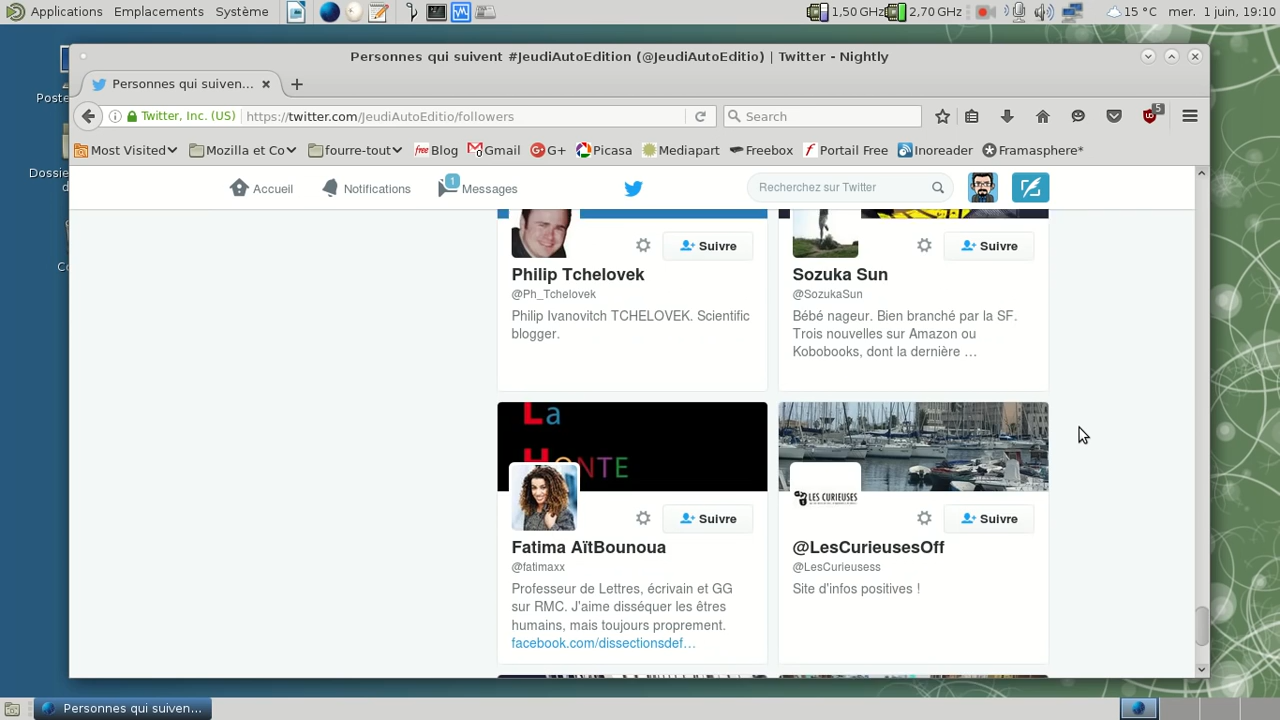 Applications Emplacements Système 1,50 GHz 2,70 GHz 15 °C mer. 1 juin, 19:10
Personnes qui suivent #JeudiAutoEdition (@JeudiAutoEditio) | Twitter - Nightly
Poste
Personnes qui suiven...
Twitter, Inc. (US) https://twitter.com/JeudiAutoEditio/followers Search 5
Most Visited Mozilla et Co fourre-tout free Blog Gmail G+ Picasa Mediapart Freebox Portail Free Inoreader Framasphere*
Dossie
d
Accueil Notifications 1 Messages Recherchez sur Twitter
Suivre
Philip Tchelovek
@Ph_Tchelovek
Philip Ivanovitch TCHELOVEK. Scientific
blogger.
Suivre
Sozuka Sun
@SozukaSun
Bébé nageur. Bien branché par la SF.
Trois nouvelles sur Amazon ou
Kobobooks, dont la dernière …
La
HONTE
Suivre
Fatima AïtBounoua
@fatimaxx
Professeur de Lettres, écrivain et GG
sur RMC. J'aime disséquer les êtres
humains, mais toujours proprement.
facebook.com/dissectionsdef…
LES CURIEUSES
Suivre
@LesCurieusesOff
@LesCurieusess
Site d'infos positives !
Personnes qui suiven...